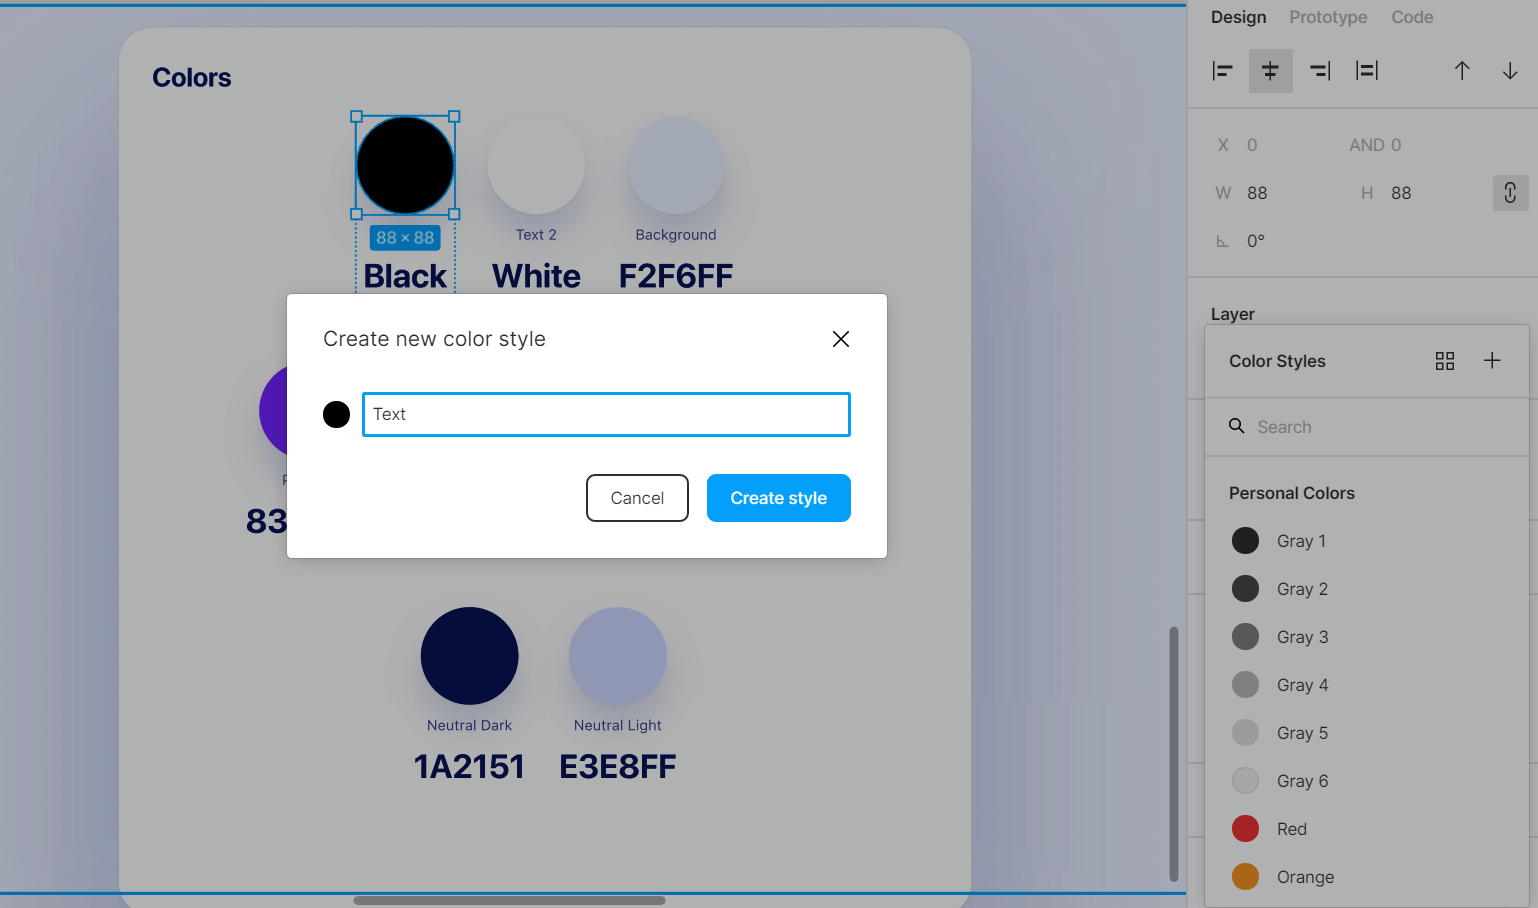 Design Prototype Code
Colors
X 0 AND 0
W 88 H 88
0°
88 × 88
Text 2
Background
Black
White
F2F6FF
Layer
Create new color style
Text
Cancel
Create style
83
Color Styles
Search
Personal Colors
Gray 1
Gray 2
Gray 3
Gray 4
Gray 5
Gray 6
Red
Orange
Neutral Dark
Neutral Light
1A2151
E3E8FF